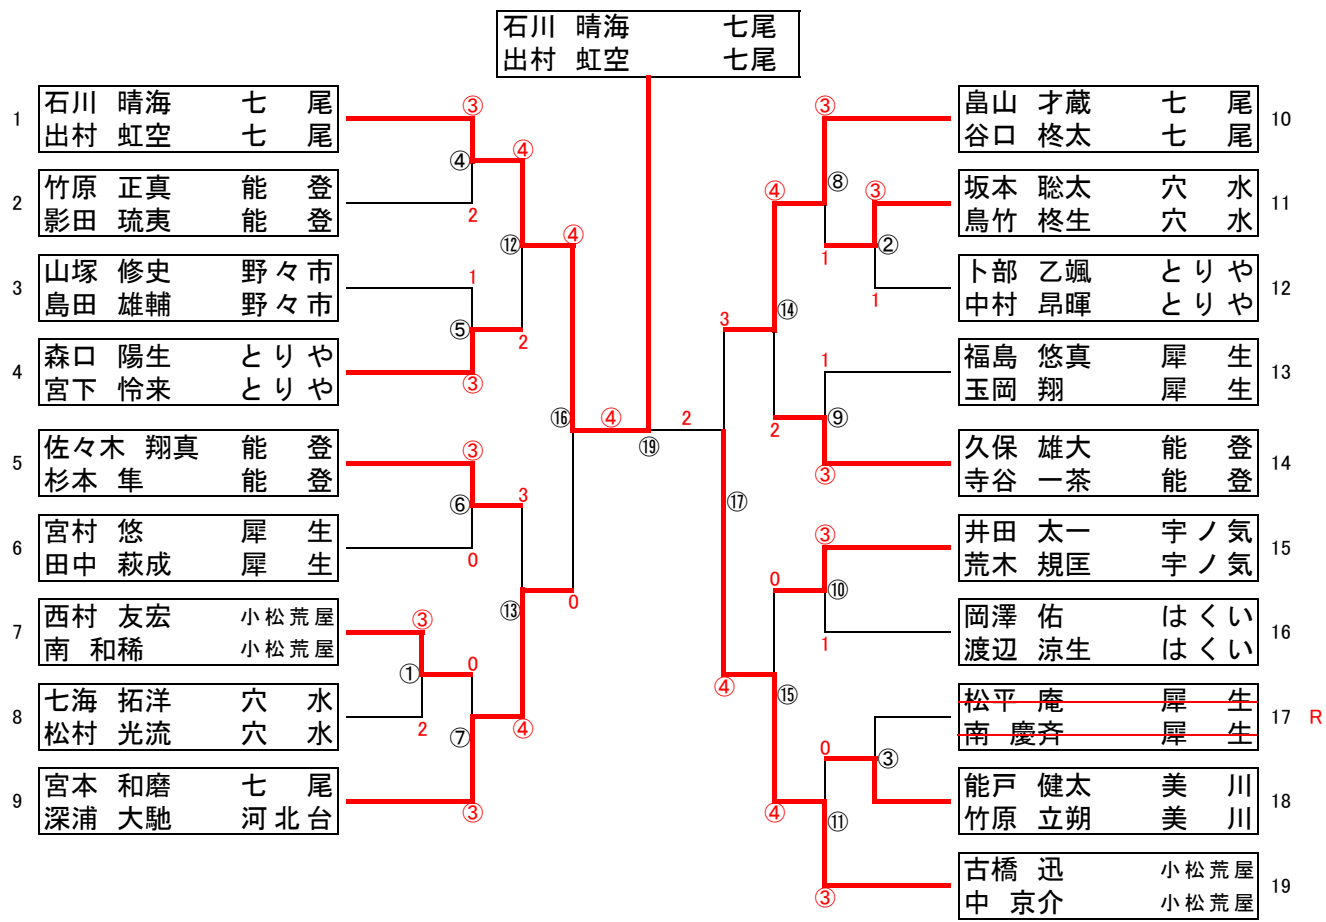 石川 晴海 七尾
出村 虹空 七尾
1 石川 晴海 七 尾
出村 虹空 七 尾
2 竹原 正真 能 登
影田 琉夷 能 登
3 山塚 修史 野々市
島田 雄輔 野々市
4 森口 陽生 とりや
宮下 怜来 とりや
5 佐々木 翔真 能 登
杉本 隼 能 登
6 宮村 悠 犀 生
田中 萩成 犀 生
7 西村 友宏 小松荒屋
南 和稀 小松荒屋
8 七海 拓洋 穴 水
松村 光流 穴 水
9 宮本 和磨 七 尾
深浦 大馳 河北台
③
④
2
④
⑫
1
⑤
2
③
④
⑯
④
③
⑥
3
0
⑬
0
③
①
0
2
⑦
④
③
⑲
2
③
⑧
④
③
②
1
1
⑭
3
1
⑨
2
③
⑰
③
0
⑩
1
④
⑮
0
③
④
⑪
③
畠山 才蔵 七 尾 10
谷口 柊太 七 尾
坂本 聡太 穴 水 11
鳥竹 柊生 穴 水
卜部 乙颯 とりや 12
中村 昂暉 とりや
福島 悠真 犀 生 13
玉岡 翔 犀 生
久保 雄大 能 登 14
寺谷 一茶 能 登
井田 太一 宇ノ気 15
荒木 規匡 宇ノ気
岡澤 佑 はくい 16
渡辺 涼生 はくい
松平 庵 犀 生 17 R
南 慶斉 犀 生
能戸 健太 美 川 18
竹原 立朔 美 川
古橋 迅 小松荒屋 19
中 京介 小松荒屋